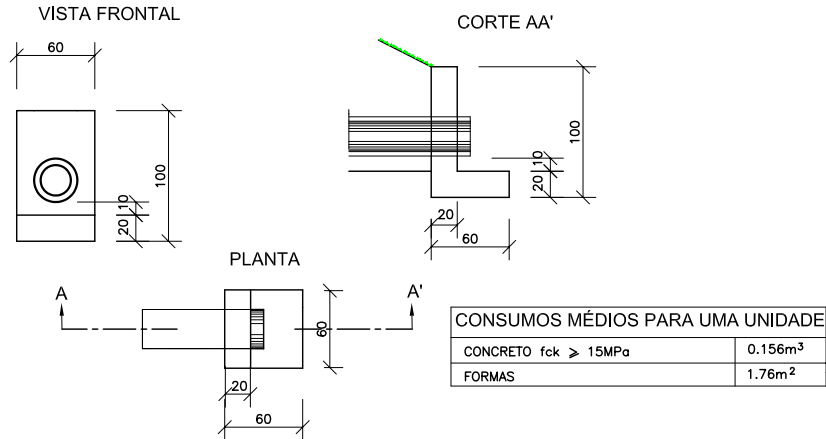 VISTA FRONTAL
60
100
10
20
CORTE AA'
100
10
20
20
60
PLANTA
A
A'
60
20
60
CONSUMOS MÉDIOS PARA UMA UNIDADE
CONCRETO fck ⩾ 15MPa 0.156m³
FORMAS 1.76m²